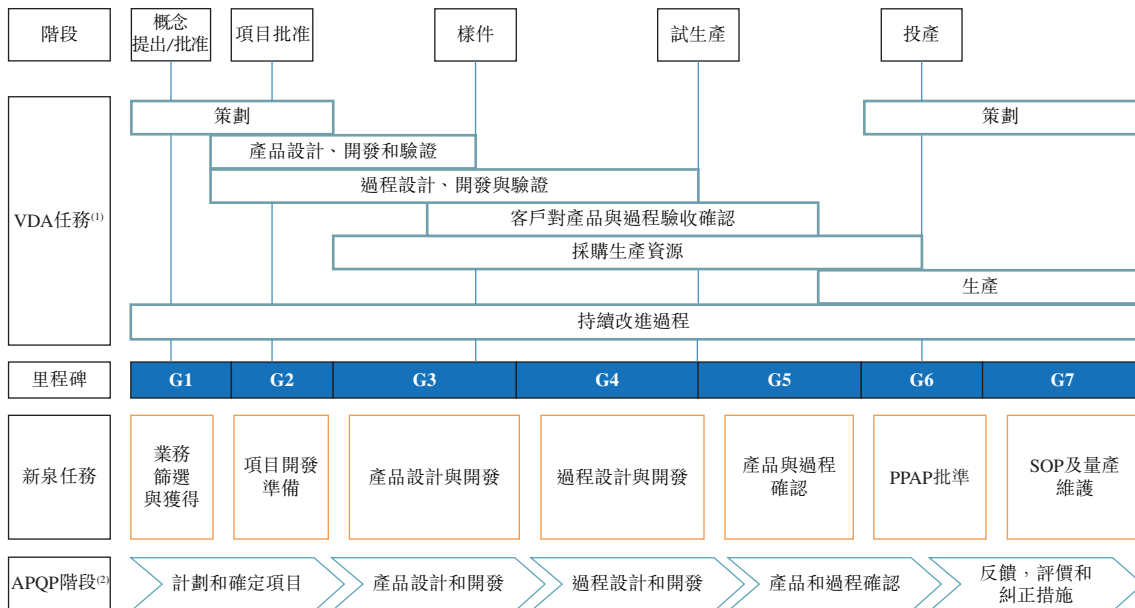 階段
概念
提出/批准
項目批准
樣件
試生產
投產
VDA任務(1)
策劃
策劃
產品設計、開發和驗證
過程設計、開發與驗證
客戶對產品與過程驗收確認
採購生產資源
生產
持續改進過程
里程碑
G1
G2
G3
G4
G5
G6
G7
新泉任務
業務
篩選
與獲得
項目開發
準備
產品設計與開發
過程設計與開發
產品與過程
確認
PPAP批準
SOP及量產
維護
APQP階段(2)
計劃和確定項目
產品設計和開發
過程設計和開發
產品和過程確認
反饋，評價和
糾正措施